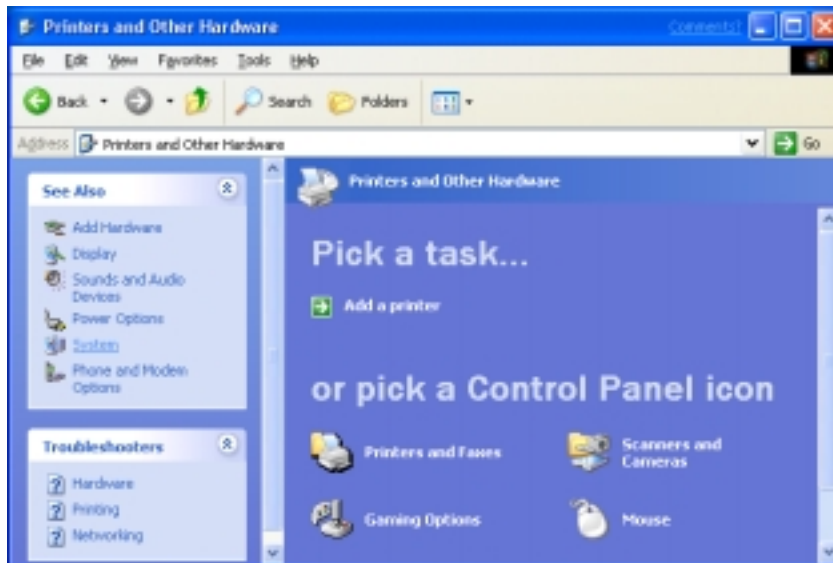 Printers and Other Hardware
Comments?
File Edit View Favorites Tools Help
Back Search Folders
Address Printers and Other Hardware Go
See Also
Add Hardware
Display
Sounds and Audio
Devices
Power Options
System
Phone and Modem
Options
Troubleshooters
Hardware
Printing
Networking
Printers and Other Hardware
Pick a task...
Add a printer
or pick a Control Panel icon
Printers and Faxes
Scanners and
Cameras
Gaming Options
Mouse